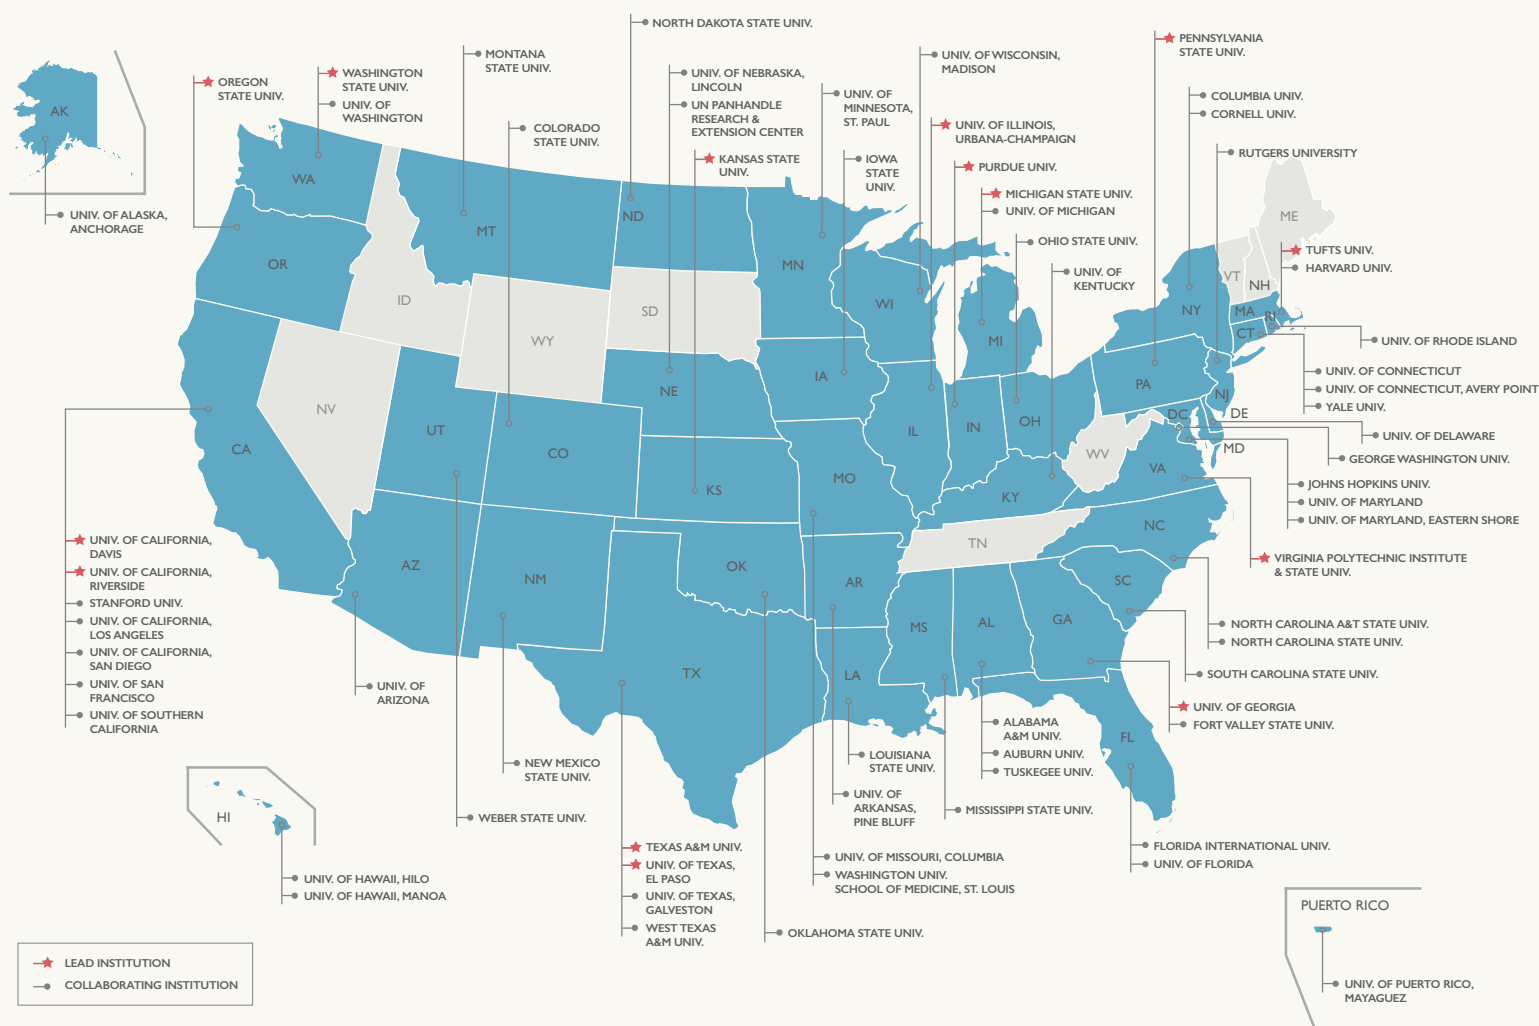 NORTH DAKOTA STATE UNIV.
MONTANA
STATE UNIV.
OREGON
STATE UNIV.
WASHINGTON
STATE UNIV.
UNIV. OF
WASHINGTON
COLORADO
STATE UNIV.
UNIV. OF NEBRASKA,
LINCOLN
UN PANHANDLE
RESEARCH &
EXTENSION CENTER
KANSAS STATE
UNIV.
UNIV. OF
MINNESOTA,
ST. PAUL
IOWA
STATE
UNIV.
UNIV. OF WISCONSIN,
MADISON
UNIV. OF ILLINOIS,
URBANA-CHAMPAIGN
PURDUE UNIV.
MICHIGAN STATE UNIV.
UNIV. OF MICHIGAN
OHIO STATE UNIV.
UNIV. OF
KENTUCKY
PENNSYLVANIA
STATE UNIV.
COLUMBIA UNIV.
CORNELL UNIV.
RUTGERS UNIVERSITY
TUFTS UNIV.
HARVARD UNIV.
UNIV. OF RHODE ISLAND
UNIV. OF CONNECTICUT
UNIV. OF CONNECTICUT, AVERY POINT
YALE UNIV.
UNIV. OF DELAWARE
GEORGE WASHINGTON UNIV.
JOHNS HOPKINS UNIV.
UNIV. OF MARYLAND
UNIV. OF MARYLAND, EASTERN SHORE
VIRGINIA POLYTECHNIC INSTITUTE
& STATE UNIV.
NORTH CAROLINA A&T STATE UNIV.
NORTH CAROLINA STATE UNIV.
SOUTH CAROLINA STATE UNIV.
UNIV. OF GEORGIA
FORT VALLEY STATE UNIV.
FLORIDA INTERNATIONAL UNIV.
UNIV. OF FLORIDA
ALABAMA
A&M UNIV.
AUBURN UNIV.
TUSKEGEE UNIV.
MISSISSIPPI STATE UNIV.
LOUISIANA
STATE UNIV.
UNIV. OF
ARKANSAS,
PINE BLUFF
UNIV. OF MISSOURI, COLUMBIA
WASHINGTON UNIV.
SCHOOL OF MEDICINE, ST. LOUIS
OKLAHOMA STATE UNIV.
TEXAS A&M UNIV.
UNIV. OF TEXAS,
EL PASO
UNIV. OF TEXAS,
GALVESTON
WEST TEXAS
A&M UNIV.
NEW MEXICO
STATE UNIV.
WEBER STATE UNIV.
UNIV. OF
ARIZONA
UNIV. OF CALIFORNIA,
DAVIS
UNIV. OF CALIFORNIA,
RIVERSIDE
STANFORD UNIV.
UNIV. OF CALIFORNIA,
LOS ANGELES
UNIV. OF CALIFORNIA,
SAN DIEGO
UNIV. OF SAN
FRANCISCO
UNIV. OF SOUTHERN
CALIFORNIA
UNIV. OF ALASKA,
ANCHORAGE
UNIV. OF HAWAII, HILO
UNIV. OF HAWAII, MANOA
PUERTO RICO
UNIV. OF PUERTO RICO,
MAYAGUEZ
AK
WA
OR
CA
ID
NV
MT
WY
UT
CO
AZ
NM
ND
SD
NE
KS
OK
TX
MN
IA
MO
AR
LA
WI
IL
IN
MI
OH
KY
TN
MS
AL
GA
FL
SC
NC
VA
WV
DC
MD
DE
NJ
PA
NY
CT
RI
MA
NH
VT
ME
HI
LEAD INSTITUTION
COLLABORATING INSTITUTION